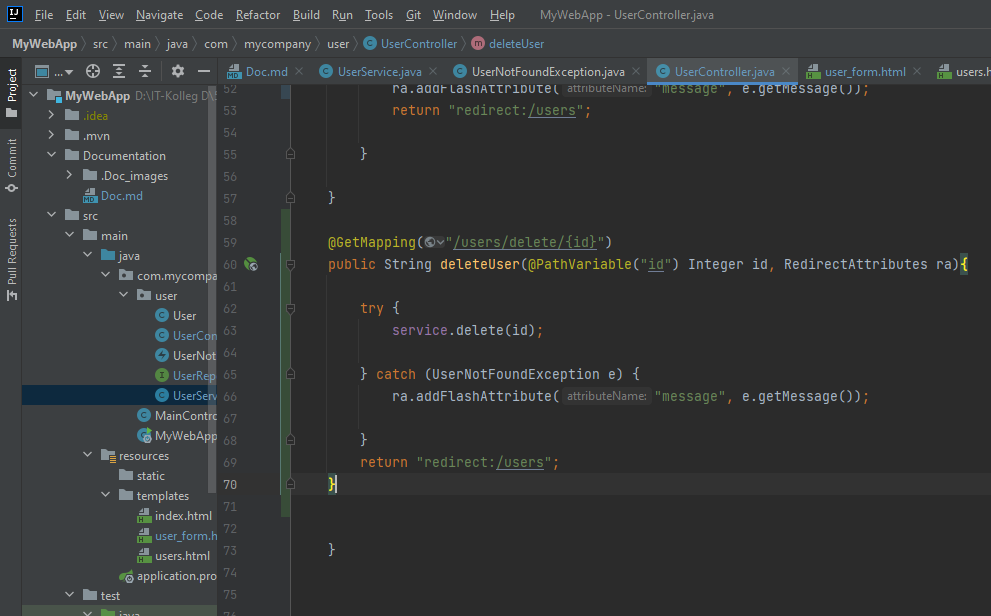 File Edit View Navigate Code Refactor Build Run Tools Git Window Help MyWebApp - UserController.java
MyWebApp src main java com mycompany user UserController deleteUser
Project
Commit
Pull Requests
... Doc.md UserService.java UserNotFoundException.java UserController.java user_form.html users.h
MyWebApp D:\IT-Kolleg D\S
.idea
.mvn
Documentation
.Doc_images
Doc.md
src
main
java
com.mycompa
user
User
UserCon
UserNot
UserRep
UserServ
MainContro
MyWebApp
resources
static
templates
index.html
user_form.h
users.html
application.pro
test
java
52 ra.addFlashAttribute( attributeName: "message", e.getMessage());
53 return "redirect:/users";
54
55 }
56
57 }
58
59 @GetMapping("/users/delete/{id}")
60 public String deleteUser(@PathVariable("id") Integer id, RedirectAttributes ra){
61
62 try {
63 service.delete(id);
64
65 } catch (UserNotFoundException e) {
66 ra.addFlashAttribute( attributeName: "message", e.getMessage());
67
68 }
69 return "redirect:/users";
70 }
71
72
73 }
74
75